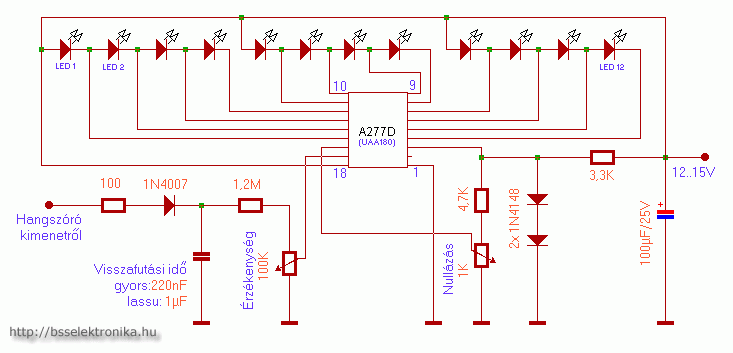 LED 1
LED 2
LED 12
10
9
A277D
(UAA180)
18
1
12..15V
3,3K
100
1N4007
1,2M
4,7K
2x 1N4148
100µF/25V
+
Hangszóró
kimenetről
Visszafutási idő
gyors:220nF
lassu: 1µF
Érzékenység
100K
Nullázás
1K
http://bsselektronika.hu